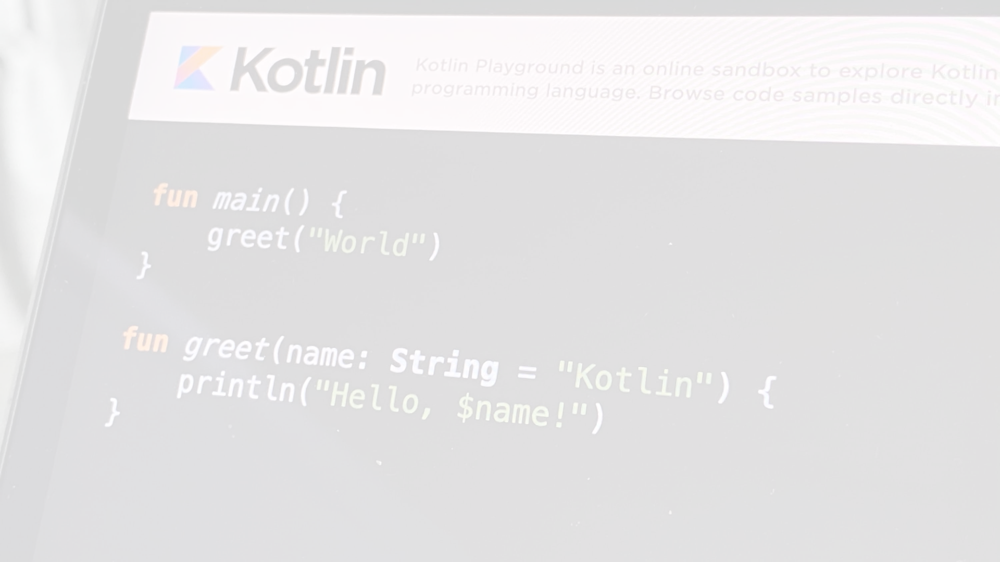 Kotlin
Kotlin Playground is an online sandbox to explore Kotlin
programming language. Browse code samples directly in
fun main() {
greet("World")
}
fun greet(name: String = "Kotlin") {
println("Hello, $name!")
}